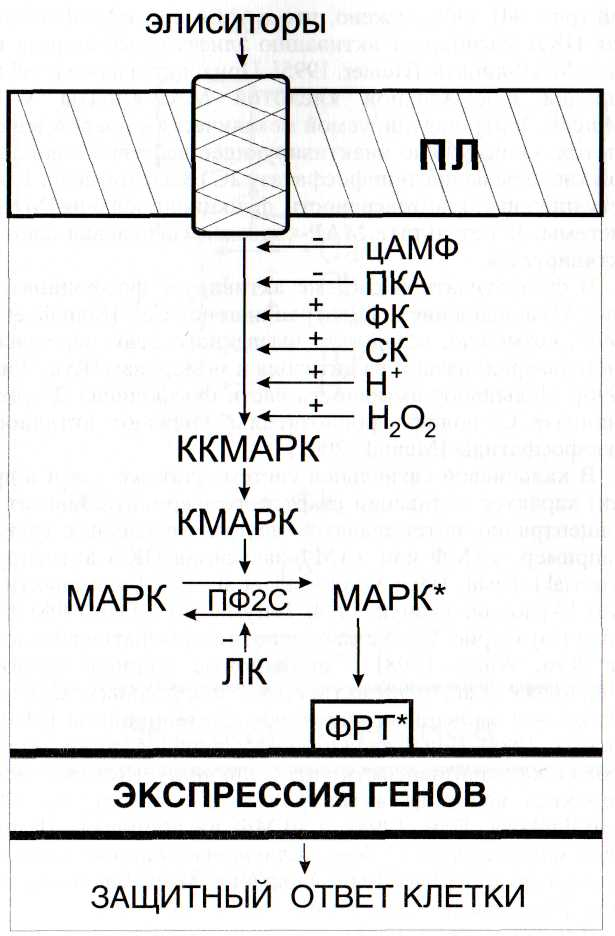 ЭЛИСИТОРЫ
ПЛ
– цАМФ
– ПКА
+ ФК
+ СК
+ H⁺
+ H₂O₂
ККМАРК
КМАРК
МАРК ПФ2С МАРК*
–
ЛК
ФРТ*
ЭКСПРЕССИЯ ГЕНОВ
ЗАЩИТНЫЙ ОТВЕТ КЛЕТКИ